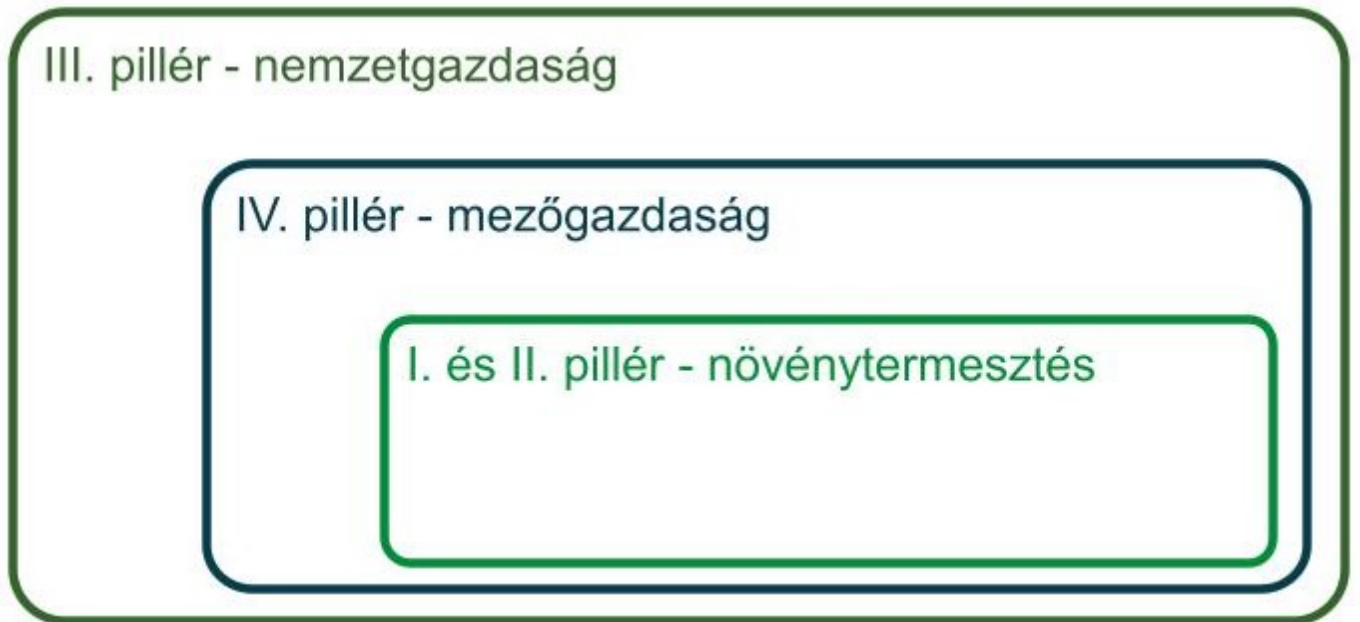 III. pillér - nemzetgazdaság
IV. pillér - mezőgazdaság
I. és II. pillér - növénytermesztés